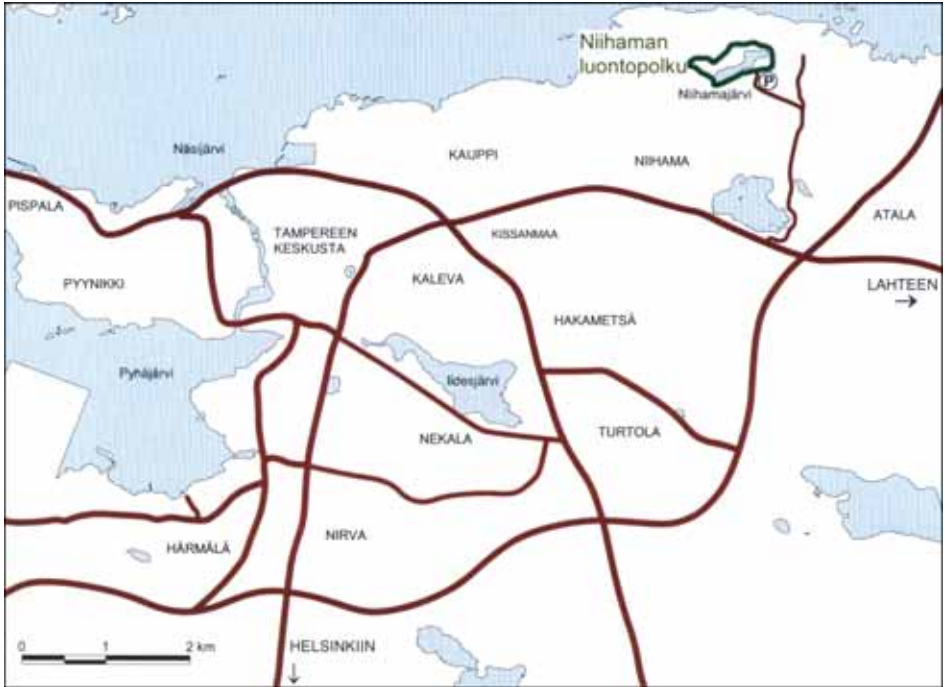 Niihaman
luontopolku
P
Niihamajärvi
Näsijärvi
KAUPPI
NIIHAMA
PISPALA
TAMPEREEN
KESKUSTA
KISSANMAA
ATALA
PYYNIKKI
KALEVA
LAHTEEN
HAKAMETSÄ
Pyhäjärvi
Iidesjärvi
NEKALA
TURTOLA
NIRVA
HÄRMÄLÄ
0 1 2 km
HELSINKIIN